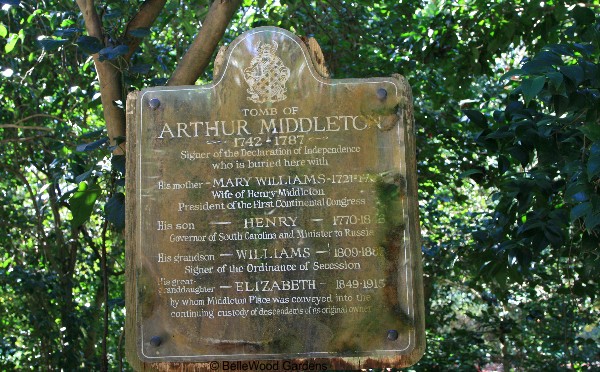 TOMB OF
ARTHUR MIDDLETON
1742-1787
Signer of the Declaration of Independence
who is buried here with
His mother - MARY WILLIAMS - 1721-
Wife of Henry Middleton
President of the First Continental Congress
His son - HENRY - 1770-
Governor of South Carolina and Minister to Russia
His grandson - WILLIAMS - 1809-
Signer of the Ordinance of Secession
His great-
granddaughter - ELIZABETH - 1849-1915
by whom Middleton Place was conveyed into the
continuing custody of descendents of its original owner
© BelleWood Gardens